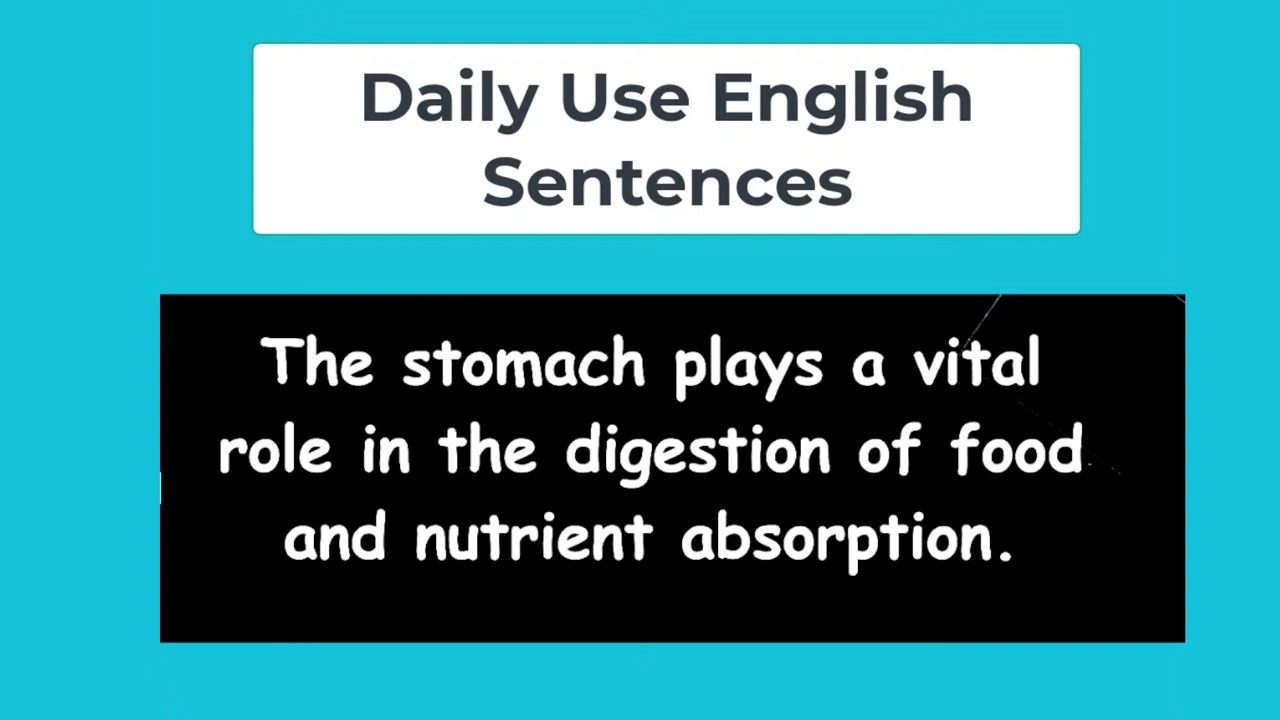 Daily Use English
Sentences
The stomach plays a vital
role in the digestion of food
and nutrient absorption.